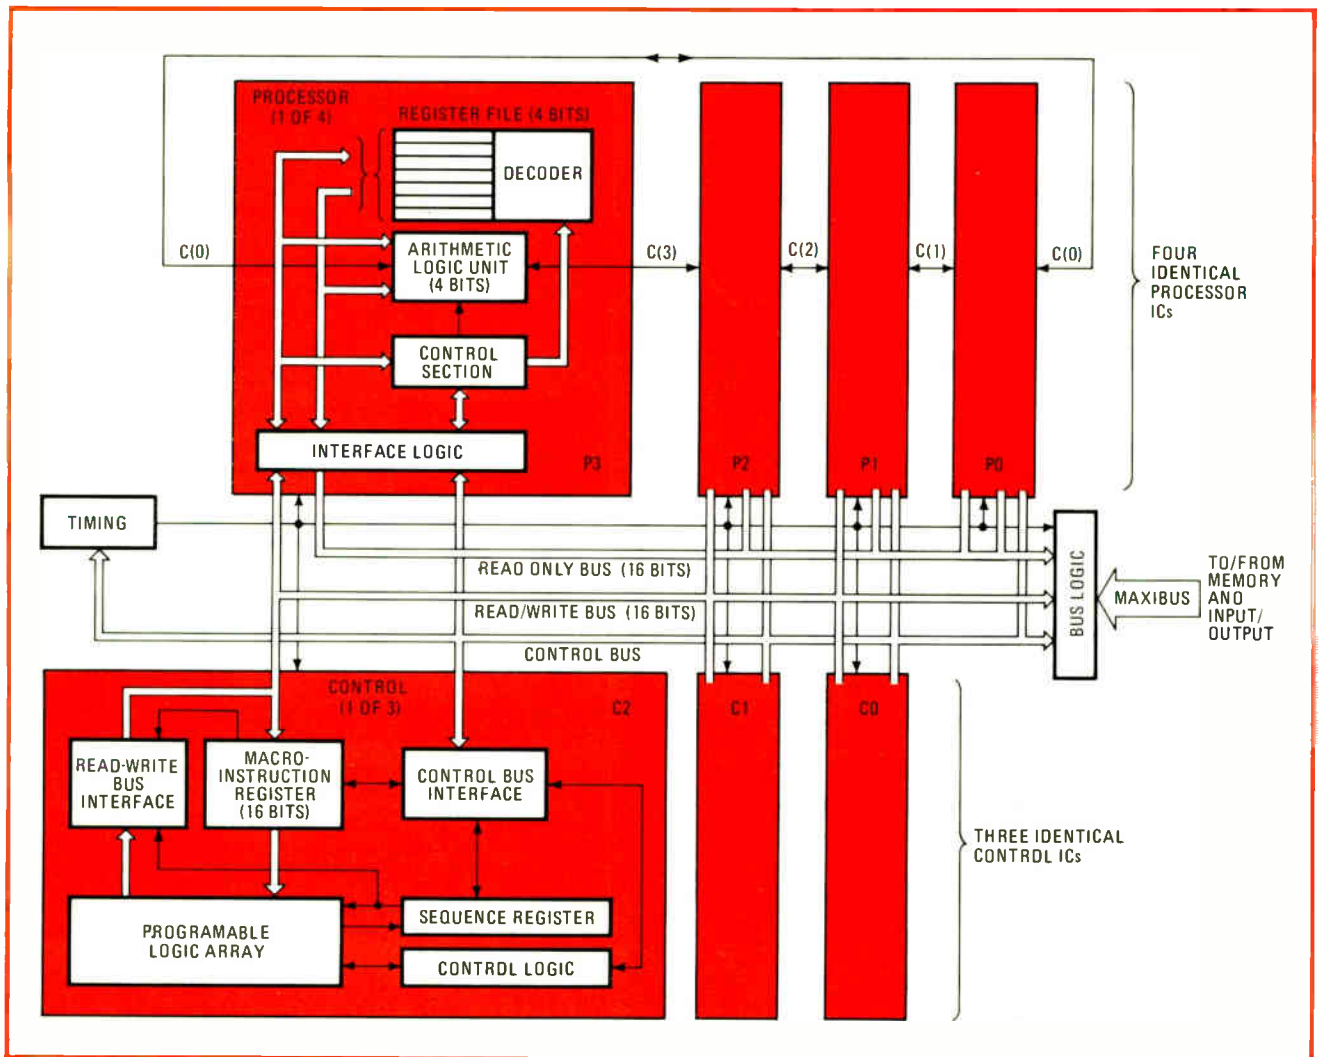 PROCESSOR
(1 OF 4)
REGISTER FILE (4 BITS)
DECODER
C(0)
ARITHMETIC
LOGIC UNIT
(4 BITS)
C(3)
C(2)
C(1)
C(0)
FOUR
IDENTICAL
PROCESSOR
ICs
CONTROL
SECTION
INTERFACE LOGIC
P3
P2
P1
P0
TIMING
READ ONLY BUS (16 BITS)
READ/WRITE BUS (16 BITS)
CONTROL BUS
BUS LOGIC
MAXIBUS
TO/FROM
MEMORY
AND
INPUT/
OUTPUT
CONTROL
(1 OF 3)
C2
C1
C0
READ-WRITE
BUS
INTERFACE
MACRO-
INSTRUCTION
REGISTER
(16 BITS)
CONTROL BUS
INTERFACE
THREE IDENTICAL
CONTROL ICs
PROGRAMABLE
LOGIC ARRAY
SEQUENCE REGISTER
CONTROL LOGIC